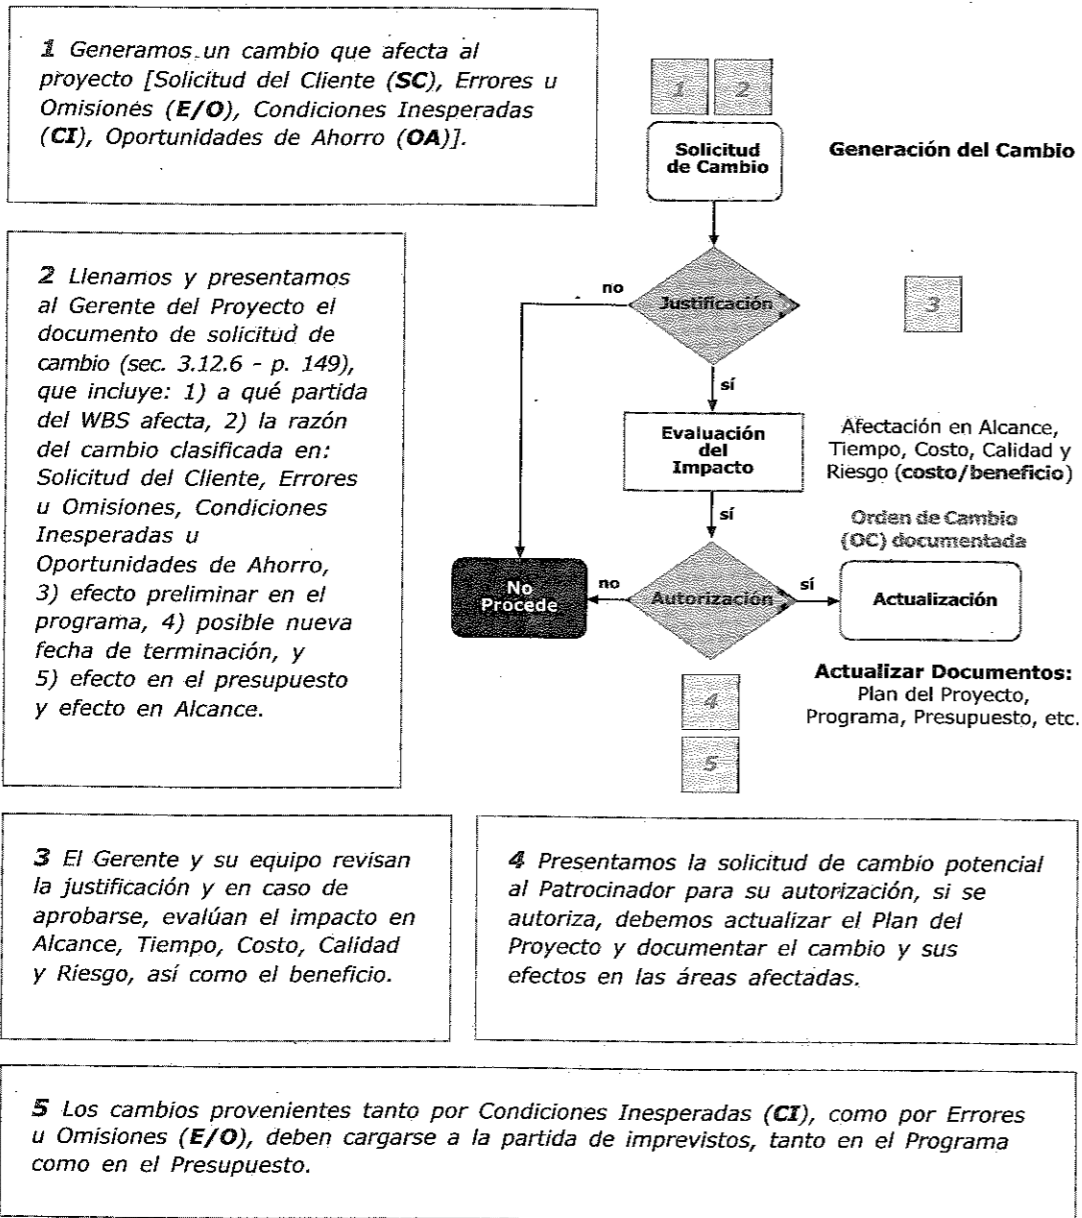 1 Generamos un cambio que afecta al
proyecto [Solicitud del Cliente (SC), Errores u
Omisiones (E/O), Condiciones Inesperadas
(CI), Oportunidades de Ahorro (OA)].
1 2
Solicitud
de Cambio
Generación del Cambio
2 Llenamos y presentamos
al Gerente del Proyecto el
documento de solicitud de
cambio (sec. 3.12.6 - p. 149),
que incluye: 1) a qué partida
del WBS afecta, 2) la razón
del cambio clasificada en:
Solicitud del Cliente, Errores
u Omisiones, Condiciones
Inesperadas u
Oportunidades de Ahorro,
3) efecto preliminar en el
programa, 4) posible nueva
fecha de terminación, y
5) efecto en el presupuesto
y efecto en Alcance.
no
Justificación
3
sí
Evaluación
del
Impacto
Afectación en Alcance,
Tiempo, Costo, Calidad y
Riesgo (costo/beneficio)
sí
Orden de Cambio
(OC) documentada
No
Procede
no
Autorización
sí
Actualización
Actualizar Documentos:
Plan del Proyecto,
Programa, Presupuesto, etc.
4
5
3 El Gerente y su equipo revisan
la justificación y en caso de
aprobarse, evalúan el impacto en
Alcance, Tiempo, Costo, Calidad
y Riesgo, así como el beneficio.
4 Presentamos la solicitud de cambio potencial
al Patrocinador para su autorización, si se
autoriza, debemos actualizar el Plan del
Proyecto y documentar el cambio y sus
efectos en las áreas afectadas.
5 Los cambios provenientes tanto por Condiciones Inesperadas (CI), como por Errores
u Omisiones (E/O), deben cargarse a la partida de imprevistos, tanto en el Programa
como en el Presupuesto.